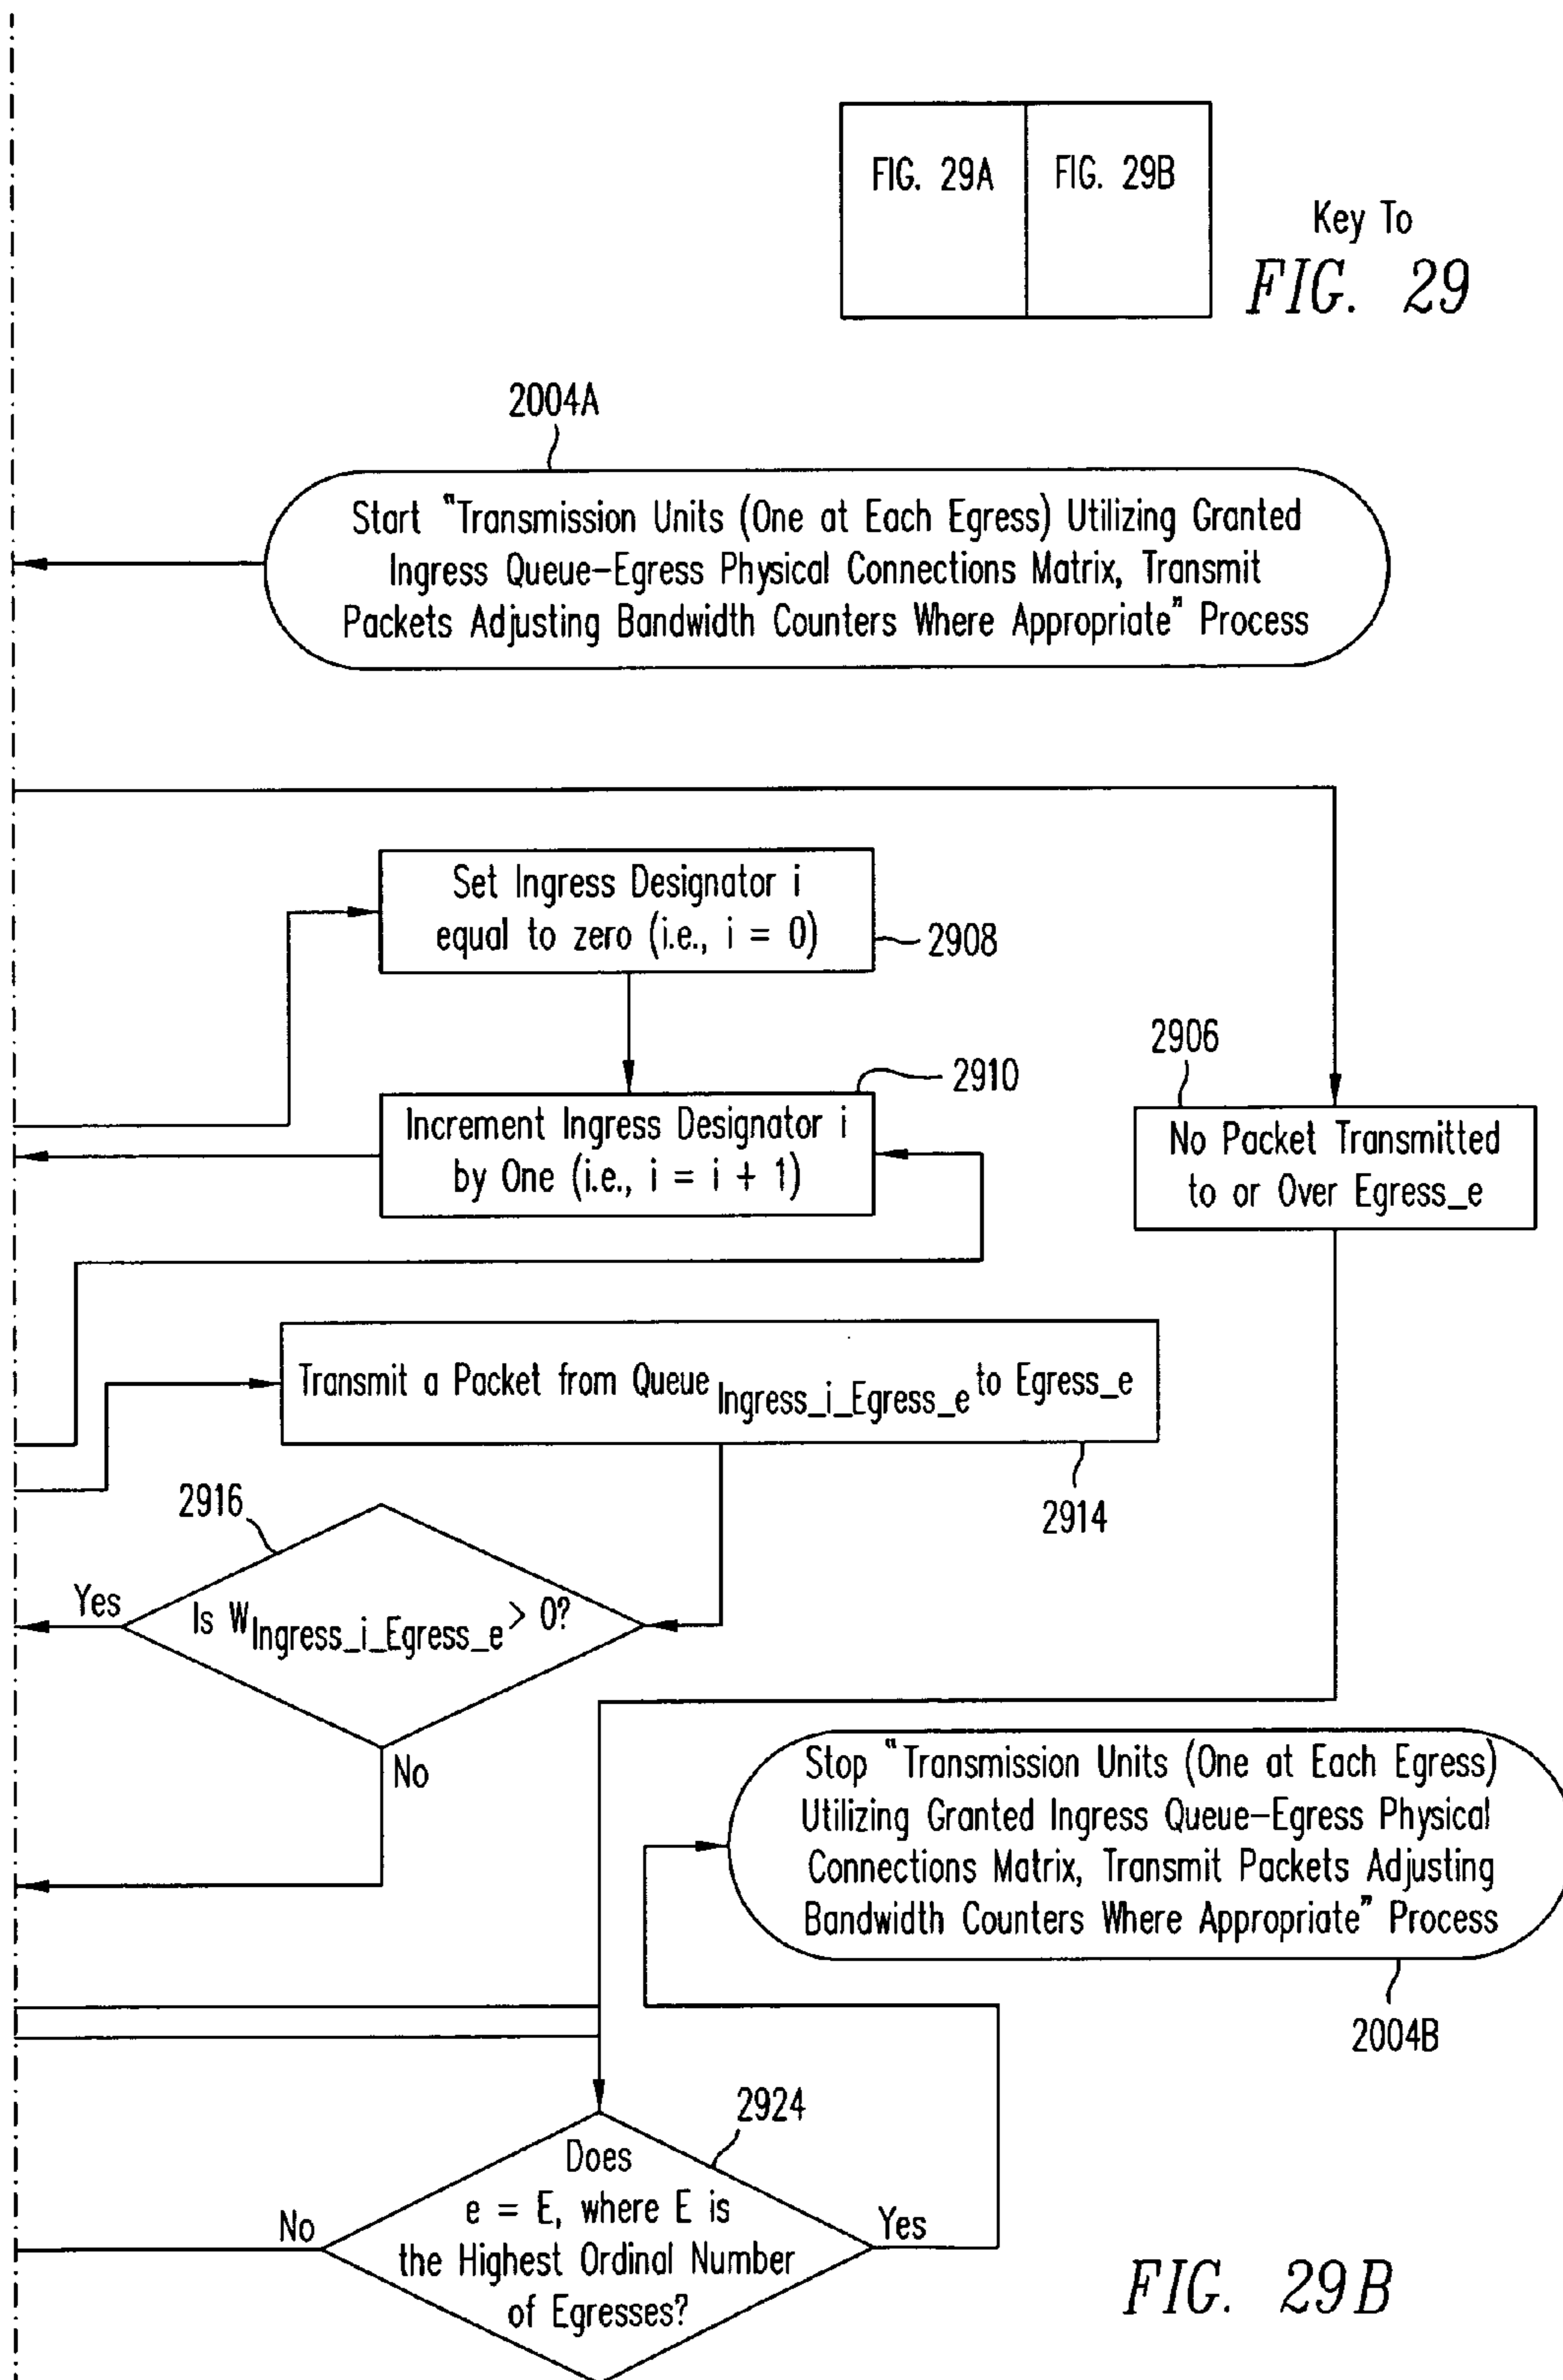 FIG. 29A
FIG. 29B
Key To
FIG. 29
2004A
Start "Transmission Units (One at Each Egress) Utilizing Granted
Ingress Queue-Egress Physical Connections Matrix, Transmit
Packets Adjusting Bandwidth Counters Where Appropriate" Process
Set Ingress Designator i
equal to zero (i.e., i = 0)
2908
2906
2910
Increment Ingress Designator i
by One (i.e., i = i + 1)
No Packet Transmitted
to or Over Egress_e
Transmit a Packet from Queue Ingress_i_Egress_e to Egress_e
2914
2916
Yes
Is W Ingress_i_Egress_e > 0?
No
Stop "Transmission Units (One at Each Egress)
Utilizing Granted Ingress Queue-Egress Physical
Connections Matrix, Transmit Packets Adjusting
Bandwidth Counters Where Appropriate" Process
2004B
2924
Does
e = E, where E is
the Highest Ordinal Number
of Egresses?
No
Yes
FIG. 29B